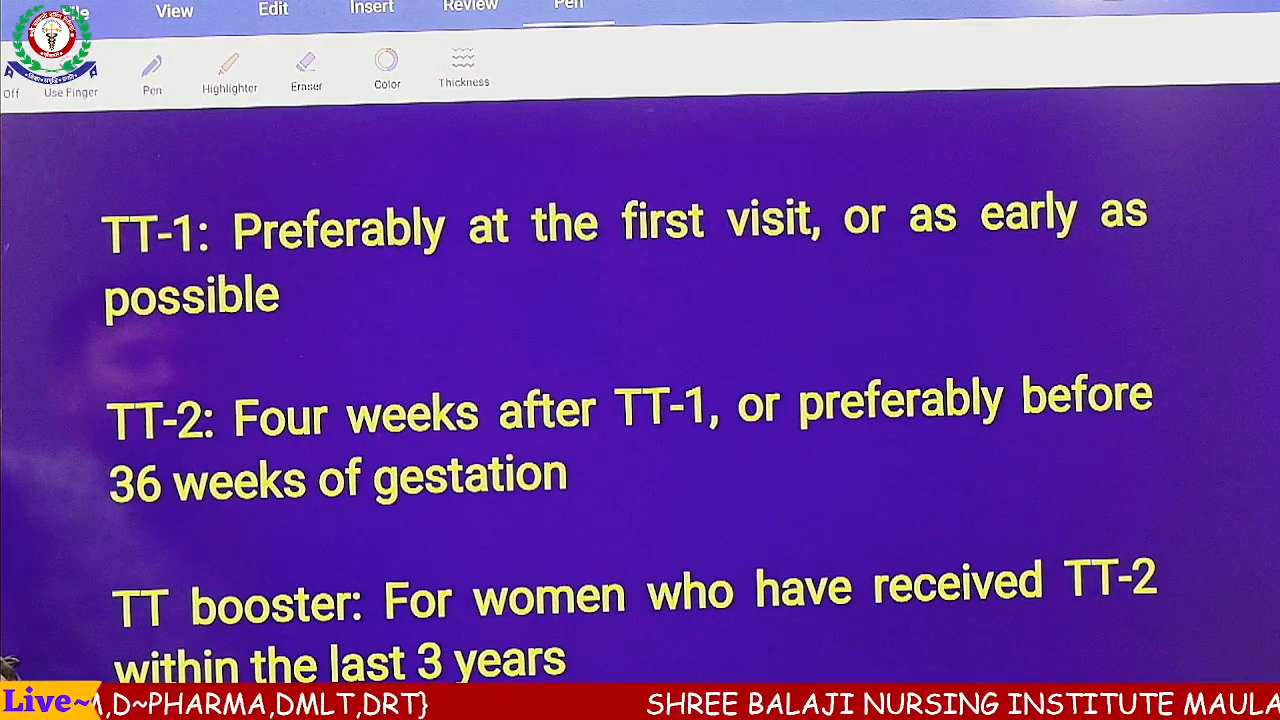 View Edit Insert Review Pen
Off Use Finger Pen Highlighter Eraser Color Thickness
TT-1: Preferably at the first visit, or as early as
possible
TT-2: Four weeks after TT-1, or preferably before
36 weeks of gestation
TT booster: For women who have received TT-2
within the last 3 years
Live~ M,D~PHARMA,DMLT,DRT} SHREE BALAJI NURSING INSTITUTE MAULA